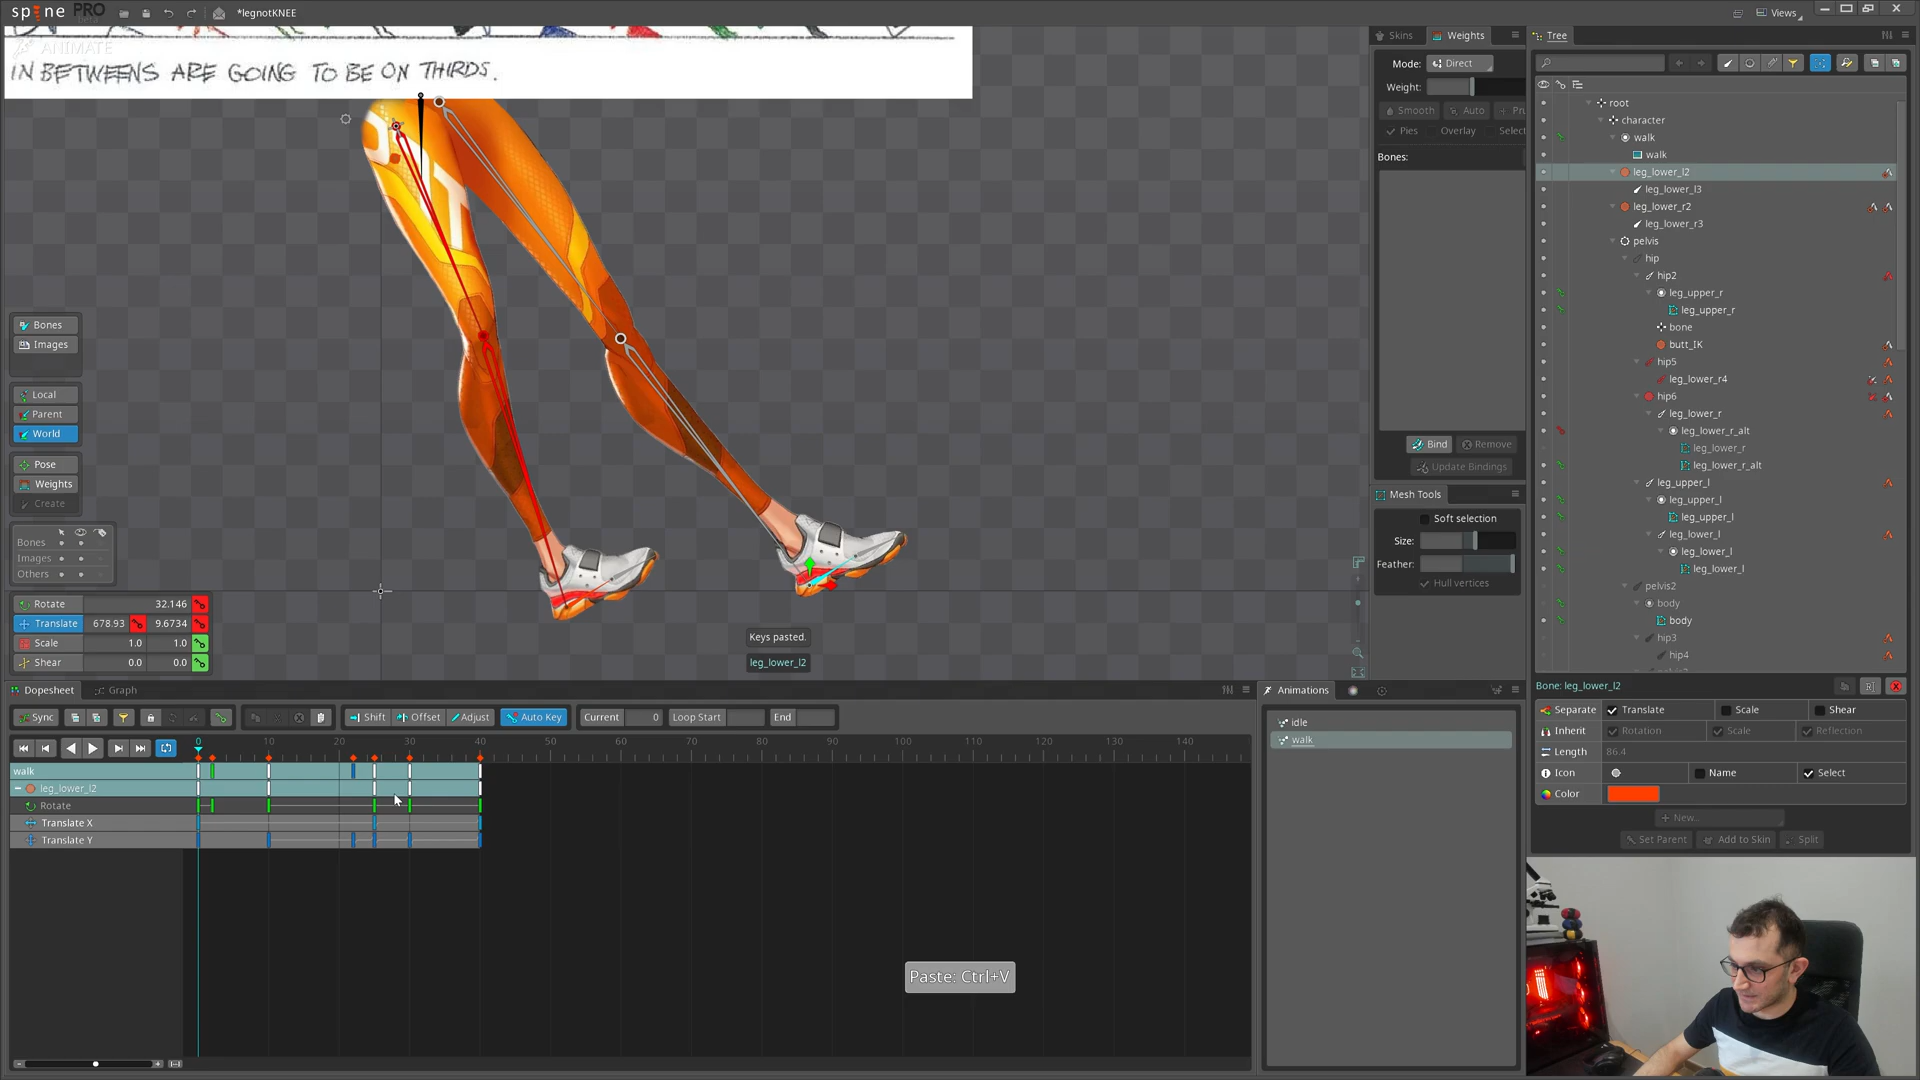 spine PRO
*legnotKNEE
Views
ANIMATE
IN BETWEENS ARE GOING TO BE ON THIRDS.
Bones
Images
Local
Parent
World
Pose
Weights
Create
Bones
Images
Others
Rotate 32.146
Translate 678.93 9.6734
Scale 1.0 1.0
Shear 0.0 0.0
Keys pasted.
leg_lower_l2
Skins Weights
Mode: Direct
Weight:
Smooth Auto Pru
Pies Overlay Select
Bones:
Bind Remove
Update Bindings
Mesh Tools
Soft selection
Size:
Feather:
Hull vertices
Tree
root
character
walk
walk
leg_lower_l2
leg_lower_l3
leg_lower_r2
leg_lower_r3
pelvis
hip
hip2
leg_upper_r
leg_upper_r
bone
butt_IK
hip5
leg_lower_r4
hip6
leg_lower_r
leg_lower_r_alt
leg_lower_r
leg_lower_r_alt
leg_upper_l
leg_upper_l
leg_upper_l
leg_lower_l
leg_lower_l
leg_lower_l
pelvis2
body
body
hip3
hip4
Bone: leg_lower_l2
Separate Translate Scale Shear
Inherit Rotation Scale Reflection
Length 86.4
Icon Name Select
Color
New...
Set Parent Add to Skin Split
Dopesheet Graph
Sync Shift Offset Adjust Auto Key Current 0 Loop Start End
0 10 20 30 40 50 60 70 80 90 100 110 120 130 140
walk
leg_lower_l2
Rotate
Translate X
Translate Y
Animations
idle
walk
Paste: Ctrl+V